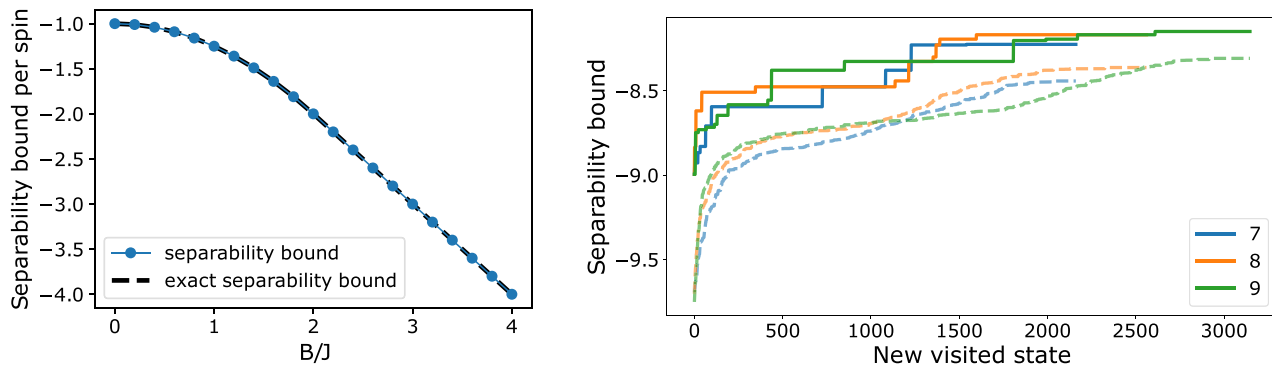 Separability bound per spin
−1.0
−1.5
−2.0
−2.5
−3.0
−3.5
−4.0
separability bound
exact separability bound
0 1 2 3 4
B/J
Separability bound
−8.5
−9.0
−9.5
7
8
9
0 500 1000 1500 2000 2500 3000
New visited state